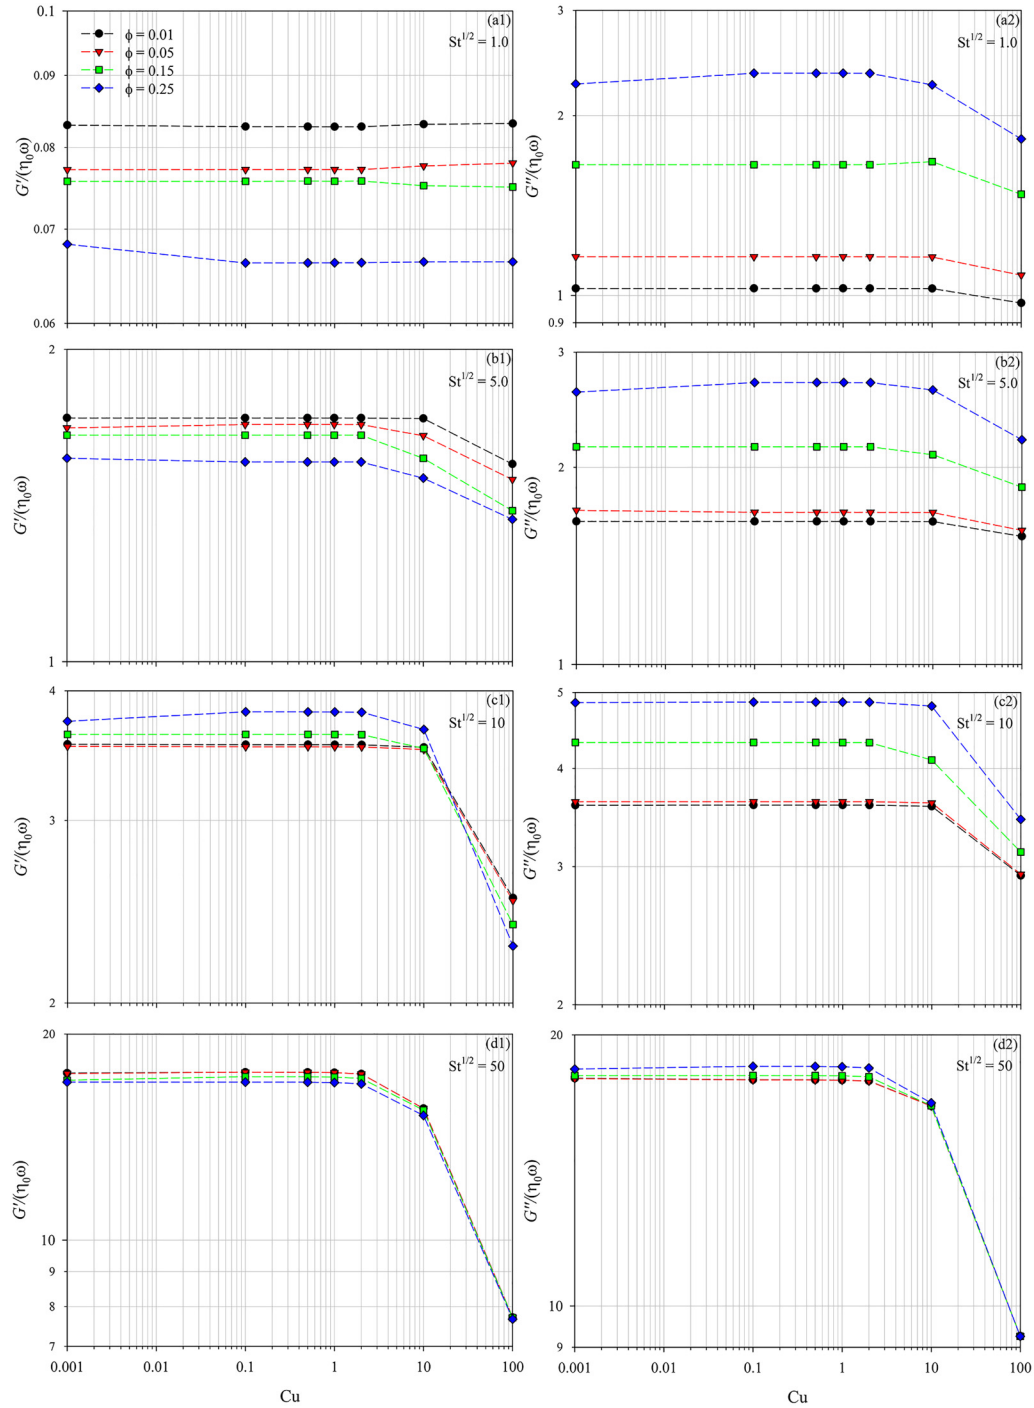 0.1
(a1)
ϕ = 0.01
St^1/2 = 1.0
ϕ = 0.05
ϕ = 0.15
ϕ = 0.25
0.09
0.08
0.07
0.06
G′/(η₀ω)
3
(a2)
St^1/2 = 1.0
2
1
0.9
G″/(η₀ω)
2
(b1)
St^1/2 = 5.0
1
G′/(η₀ω)
3
(b2)
St^1/2 = 5.0
2
1
G″/(η₀ω)
4
(c1)
St^1/2 = 10
3
2
G′/(η₀ω)
5
(c2)
St^1/2 = 10
4
3
2
G″/(η₀ω)
20
(d1)
St^1/2 = 50
10
9
8
7
G′/(η₀ω)
0.001 0.01 0.1 1 10 100
Cu
20
(d2)
St^1/2 = 50
10
9
G″/(η₀ω)
0.001 0.01 0.1 1 10 100
Cu